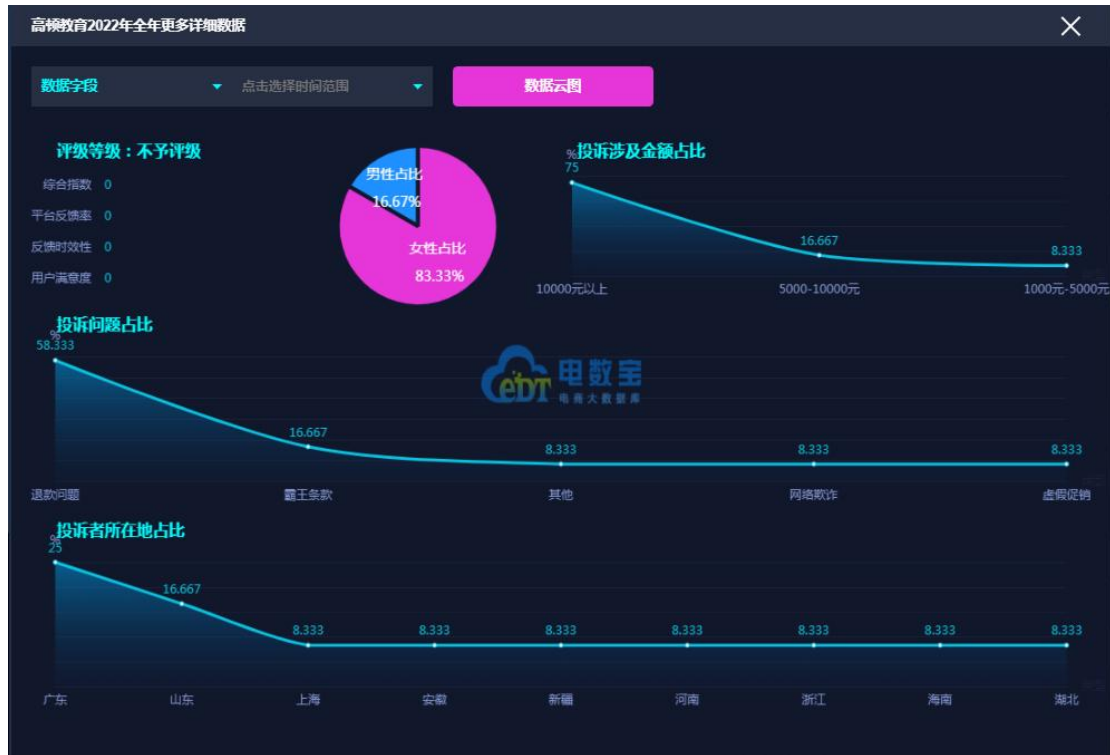 高顿教育2022年全年更多详细数据
数据字段 点击选择时间范围 数据云图
评级等级：不予评级
综合指数 0
平台反馈率 0
反馈时效性 0
用户满意度 0
男性占比
16.67%
女性占比
83.33%
% 投诉涉及金额占比
75
16.667
8.333
10000元以上 5000-10000元 1000元-5000元
% 投诉问题占比
58.333
16.667
8.333
8.333
8.333
退款问题 霸王条款 其他 网络欺诈 虚假促销
eDT 电数宝
电商大数据库
% 投诉者所在地占比
25
16.667
8.333 8.333 8.333 8.333 8.333 8.333 8.333
广东 山东 上海 安徽 新疆 河南 浙江 海南 湖北